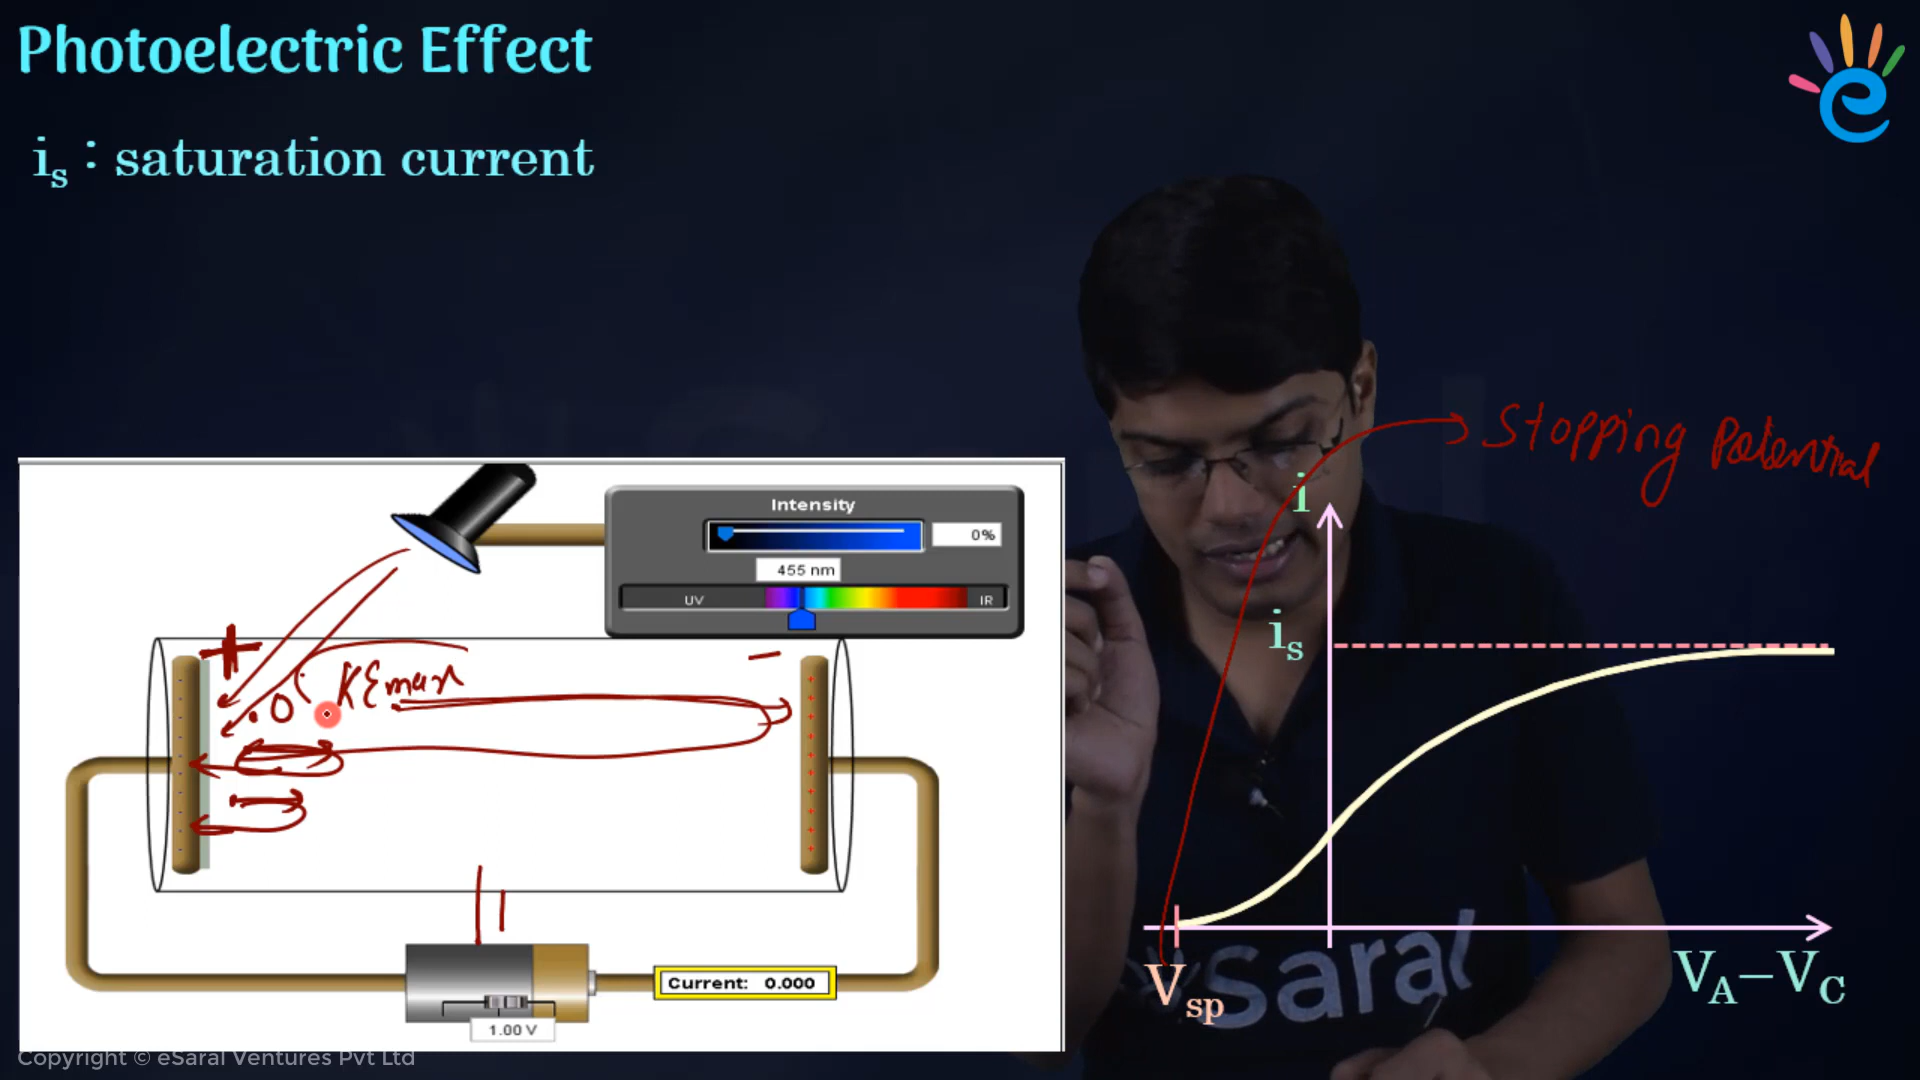 Photoelectric Effect
is : saturation current
Stopping Potential
Intensity
0%
455 nm
UV
IR
+
−
.0
KEmax
i
is
Current: 0.000
1.00 V
Vsp
VA−VC
eSaral
Copyright © eSaral Ventures Pvt Ltd